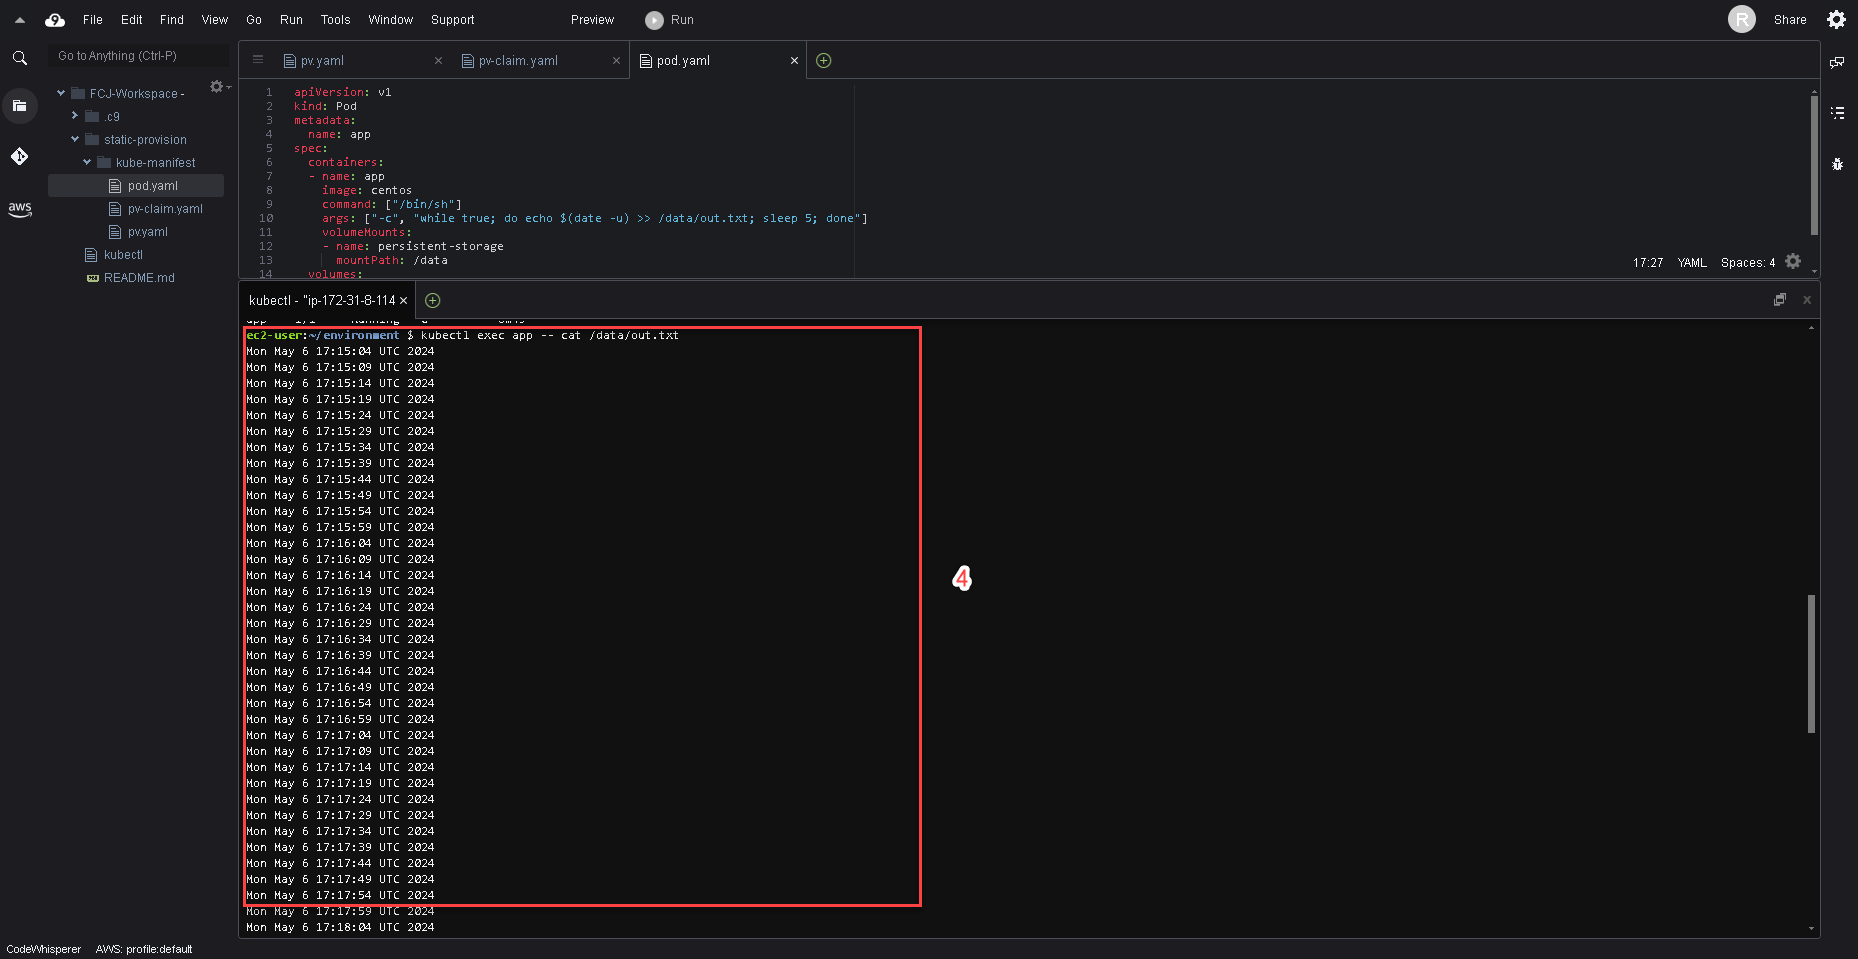 File Edit Find View Go Run Tools Window Support Preview Run R Share
Go to Anything (Ctrl-P)
FCJ-Workspace -
.c9
static-provision
kube-manifest
pod.yaml
pv-claim.yaml
pv.yaml
kubectl
README.md
aws
pv.yaml pv-claim.yaml pod.yaml
1 apiVersion: v1
2 kind: Pod
3 metadata:
4 name: app
5 spec:
6 containers:
7 - name: app
8 image: centos
9 command: ["/bin/sh"]
10 args: ["-c", "while true; do echo $(date -u) >> /data/out.txt; sleep 5; done"]
11 volumeMounts:
12 - name: persistent-storage
13 mountPath: /data
14 volumes:
17:27 YAML Spaces: 4
kubectl - "ip-172-31-8-114
ec2-user:~/environment $ kubectl exec app -- cat /data/out.txt
Mon May 6 17:15:04 UTC 2024
Mon May 6 17:15:09 UTC 2024
Mon May 6 17:15:14 UTC 2024
Mon May 6 17:15:19 UTC 2024
Mon May 6 17:15:24 UTC 2024
Mon May 6 17:15:29 UTC 2024
Mon May 6 17:15:34 UTC 2024
Mon May 6 17:15:39 UTC 2024
Mon May 6 17:15:44 UTC 2024
Mon May 6 17:15:49 UTC 2024
Mon May 6 17:15:54 UTC 2024
Mon May 6 17:15:59 UTC 2024
Mon May 6 17:16:04 UTC 2024
Mon May 6 17:16:09 UTC 2024
Mon May 6 17:16:14 UTC 2024
Mon May 6 17:16:19 UTC 2024
Mon May 6 17:16:24 UTC 2024
Mon May 6 17:16:29 UTC 2024
Mon May 6 17:16:34 UTC 2024
Mon May 6 17:16:39 UTC 2024
Mon May 6 17:16:44 UTC 2024
Mon May 6 17:16:49 UTC 2024
Mon May 6 17:16:54 UTC 2024
Mon May 6 17:16:59 UTC 2024
Mon May 6 17:17:04 UTC 2024
Mon May 6 17:17:09 UTC 2024
Mon May 6 17:17:14 UTC 2024
Mon May 6 17:17:19 UTC 2024
Mon May 6 17:17:24 UTC 2024
Mon May 6 17:17:29 UTC 2024
Mon May 6 17:17:34 UTC 2024
Mon May 6 17:17:39 UTC 2024
Mon May 6 17:17:44 UTC 2024
Mon May 6 17:17:49 UTC 2024
Mon May 6 17:17:54 UTC 2024
Mon May 6 17:17:59 UTC 2024
Mon May 6 17:18:04 UTC 2024
4
CodeWhisperer AWS: profile:default